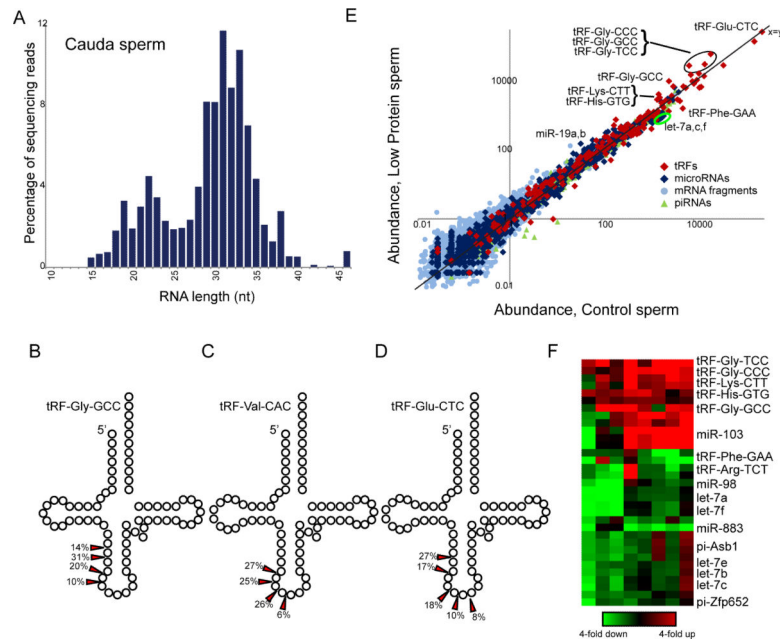 A
Cauda sperm
Percentage of sequencing reads
12
8
4
0
10
15
20
25
30
35
40
45
RNA length (nt)
E
tRF-Gly-CCC
tRF-Gly-GCC
tRF-Gly-TCC
tRF-Glu-CTC
10000
tRF-Gly-GCC
tRF-Lys-CTT
tRF-His-GTG
tRF-Phe-GAA
let-7a,c,f
miR-19a,b
100
tRFs
microRNAs
mRNA fragments
piRNAs
0.01
100
10000
0.01
Abundance, Low Protein sperm
Abundance, Control sperm
B
tRF-Gly-GCC
5'
14%
31%
20%
10%
C
tRF-Val-CAC
5'
27%
25%
26%
6%
D
tRF-Glu-CTC
5'
27%
17%
18%
10%
8%
F
tRF-Gly-TCC
tRF-Gly-CCC
tRF-Lys-CTT
tRF-His-GTG
tRF-Gly-GCC
miR-103
tRF-Phe-GAA
tRF-Arg-TCT
miR-98
let-7a
let-7f
miR-883
pi-Asb1
let-7e
let-7b
let-7c
pi-Zfp652
4-fold down
4-fold up